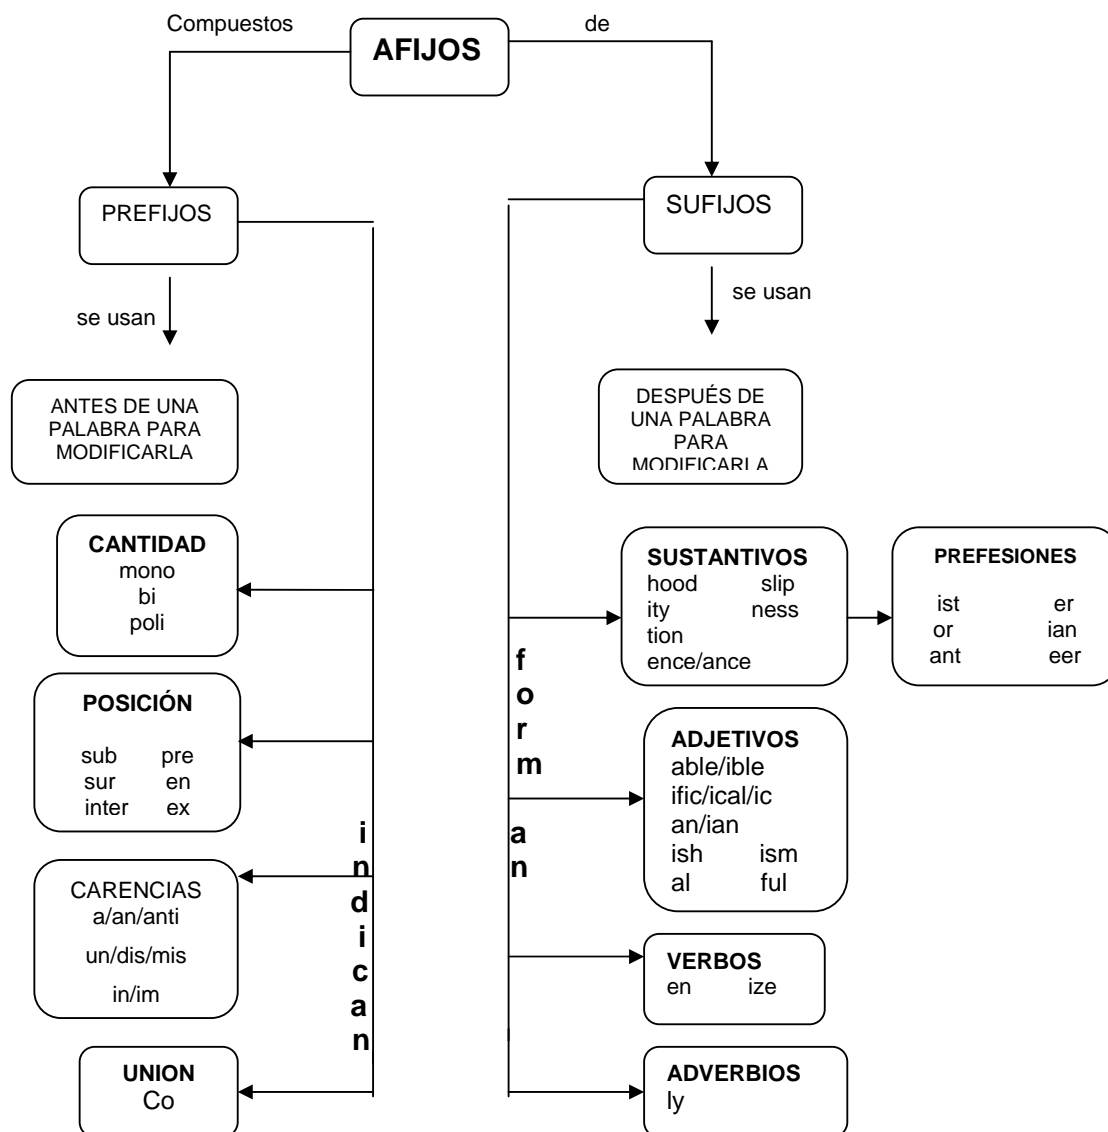 Compuestos
AFIJOS
de
PREFIJOS
se usan
ANTES DE UNA
PALABRA PARA
MODIFICARLA
indican
CANTIDAD
mono
bi
poli
POSICIÓN
sub pre
sur en
inter ex
CARENCIAS
a/an/anti
un/dis/mis
in/im
UNION
Co
SUFIJOS
se usan
DESPUÉS DE
UNA PALABRA
PARA
MODIFICARLA
form
an
SUSTANTIVOS
hood slip
ity ness
tion
ence/ance
PREFESIONES
ist er
or ian
ant eer
ADJETIVOS
able/ible
ific/ical/ic
an/ian
ish ism
al ful
VERBOS
en ize
ADVERBIOS
ly